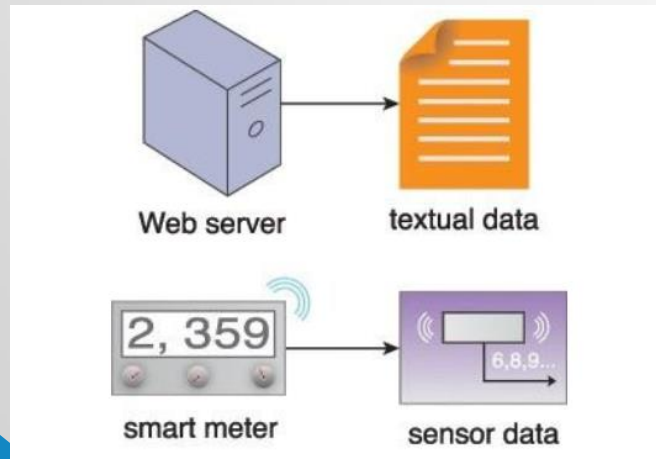 Web server
textual data
2, 359
6,8,9...
smart meter
sensor data